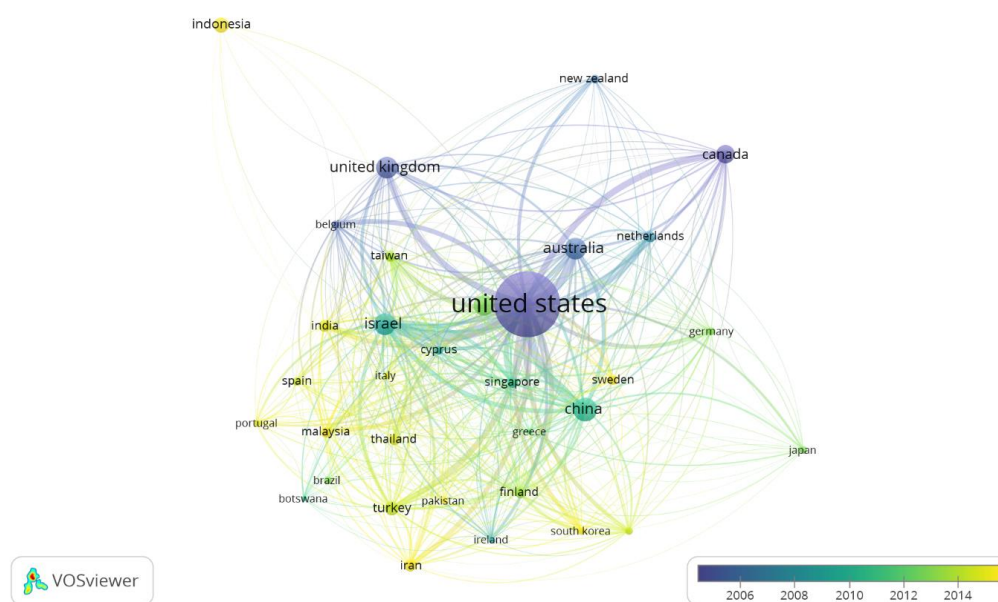 indonesia
new zealand
canada
united kingdom
belgium
netherlands
australia
taiwan
united states
israel
india
germany
cyprus
italy
spain
singapore
sweden
china
portugal
malaysia
thailand
greece
japan
brazil
botswana
finland
turkey
pakistan
south korea
ireland
iran
VOSviewer
2006 2008 2010 2012 2014